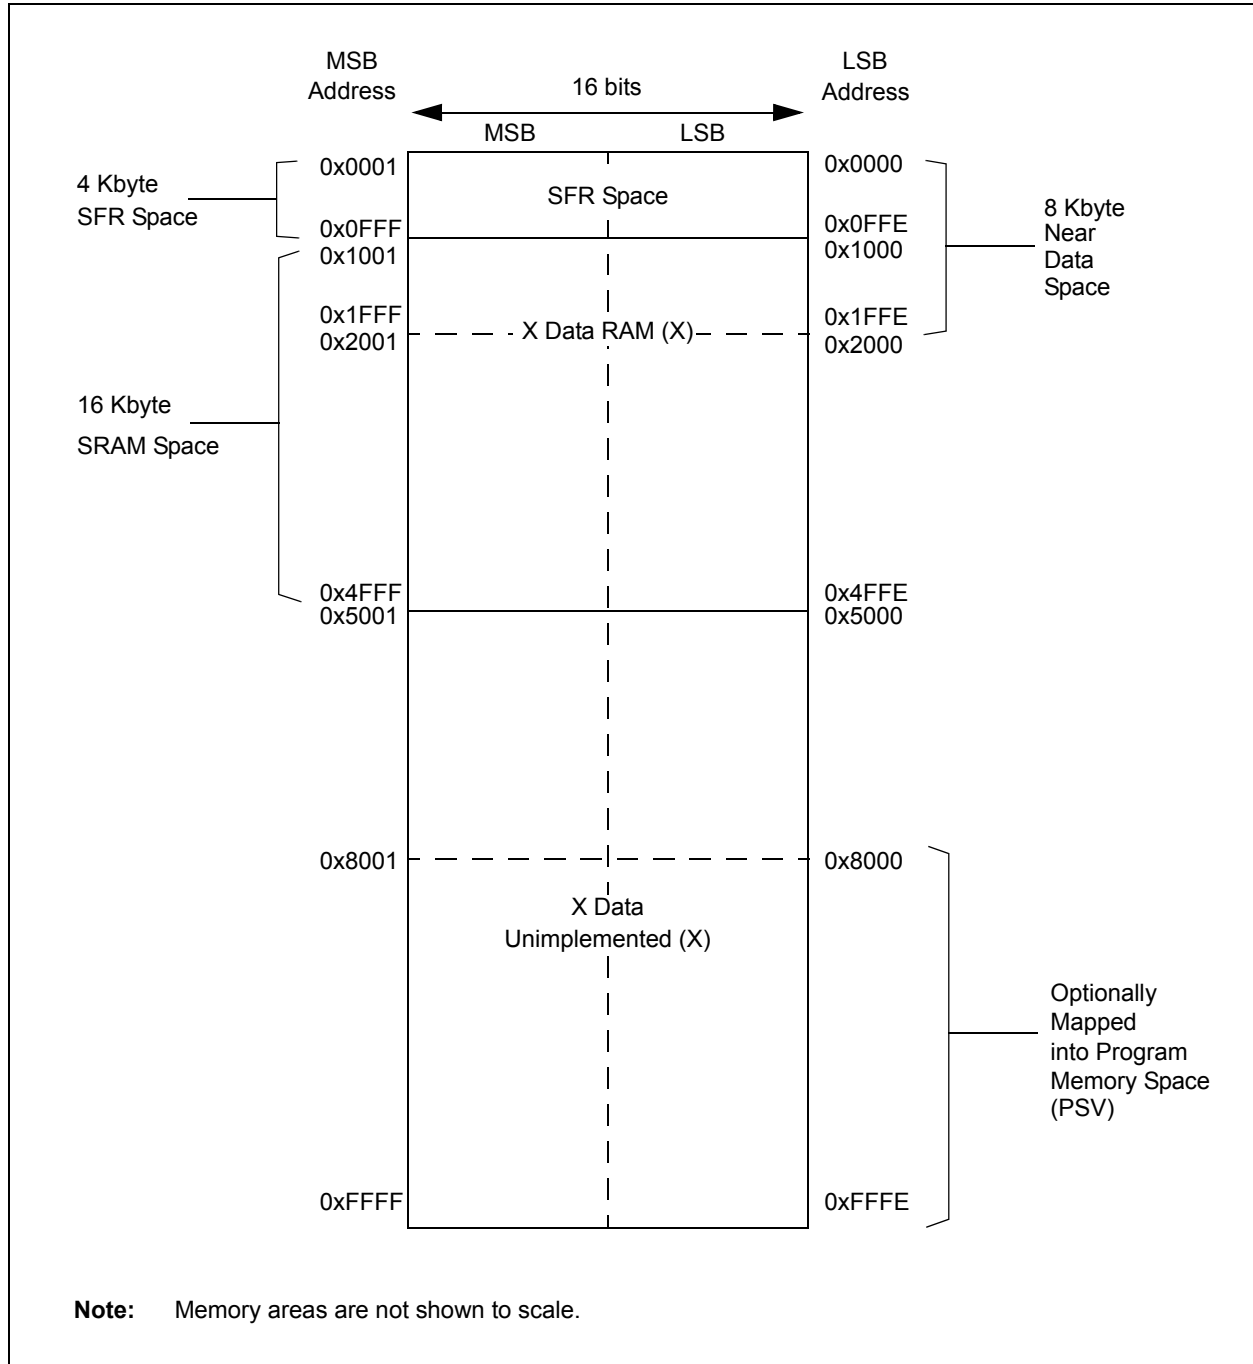 MSB
Address
LSB
Address
16 bits
MSB
LSB
4 Kbyte
SFR Space
0x0001
0x0FFF
0x1001
SFR Space
0x0000
0x0FFE
0x1000
8 Kbyte
Near
Data
Space
0x1FFF
0x2001
X Data RAM (X)
0x1FFE
0x2000
16 Kbyte
SRAM Space
0x4FFF
0x5001
0x4FFE
0x5000
0x8001
0x8000
X Data
Unimplemented (X)
Optionally
Mapped
into Program
Memory Space
(PSV)
0xFFFF
0xFFFE
Note: Memory areas are not shown to scale.